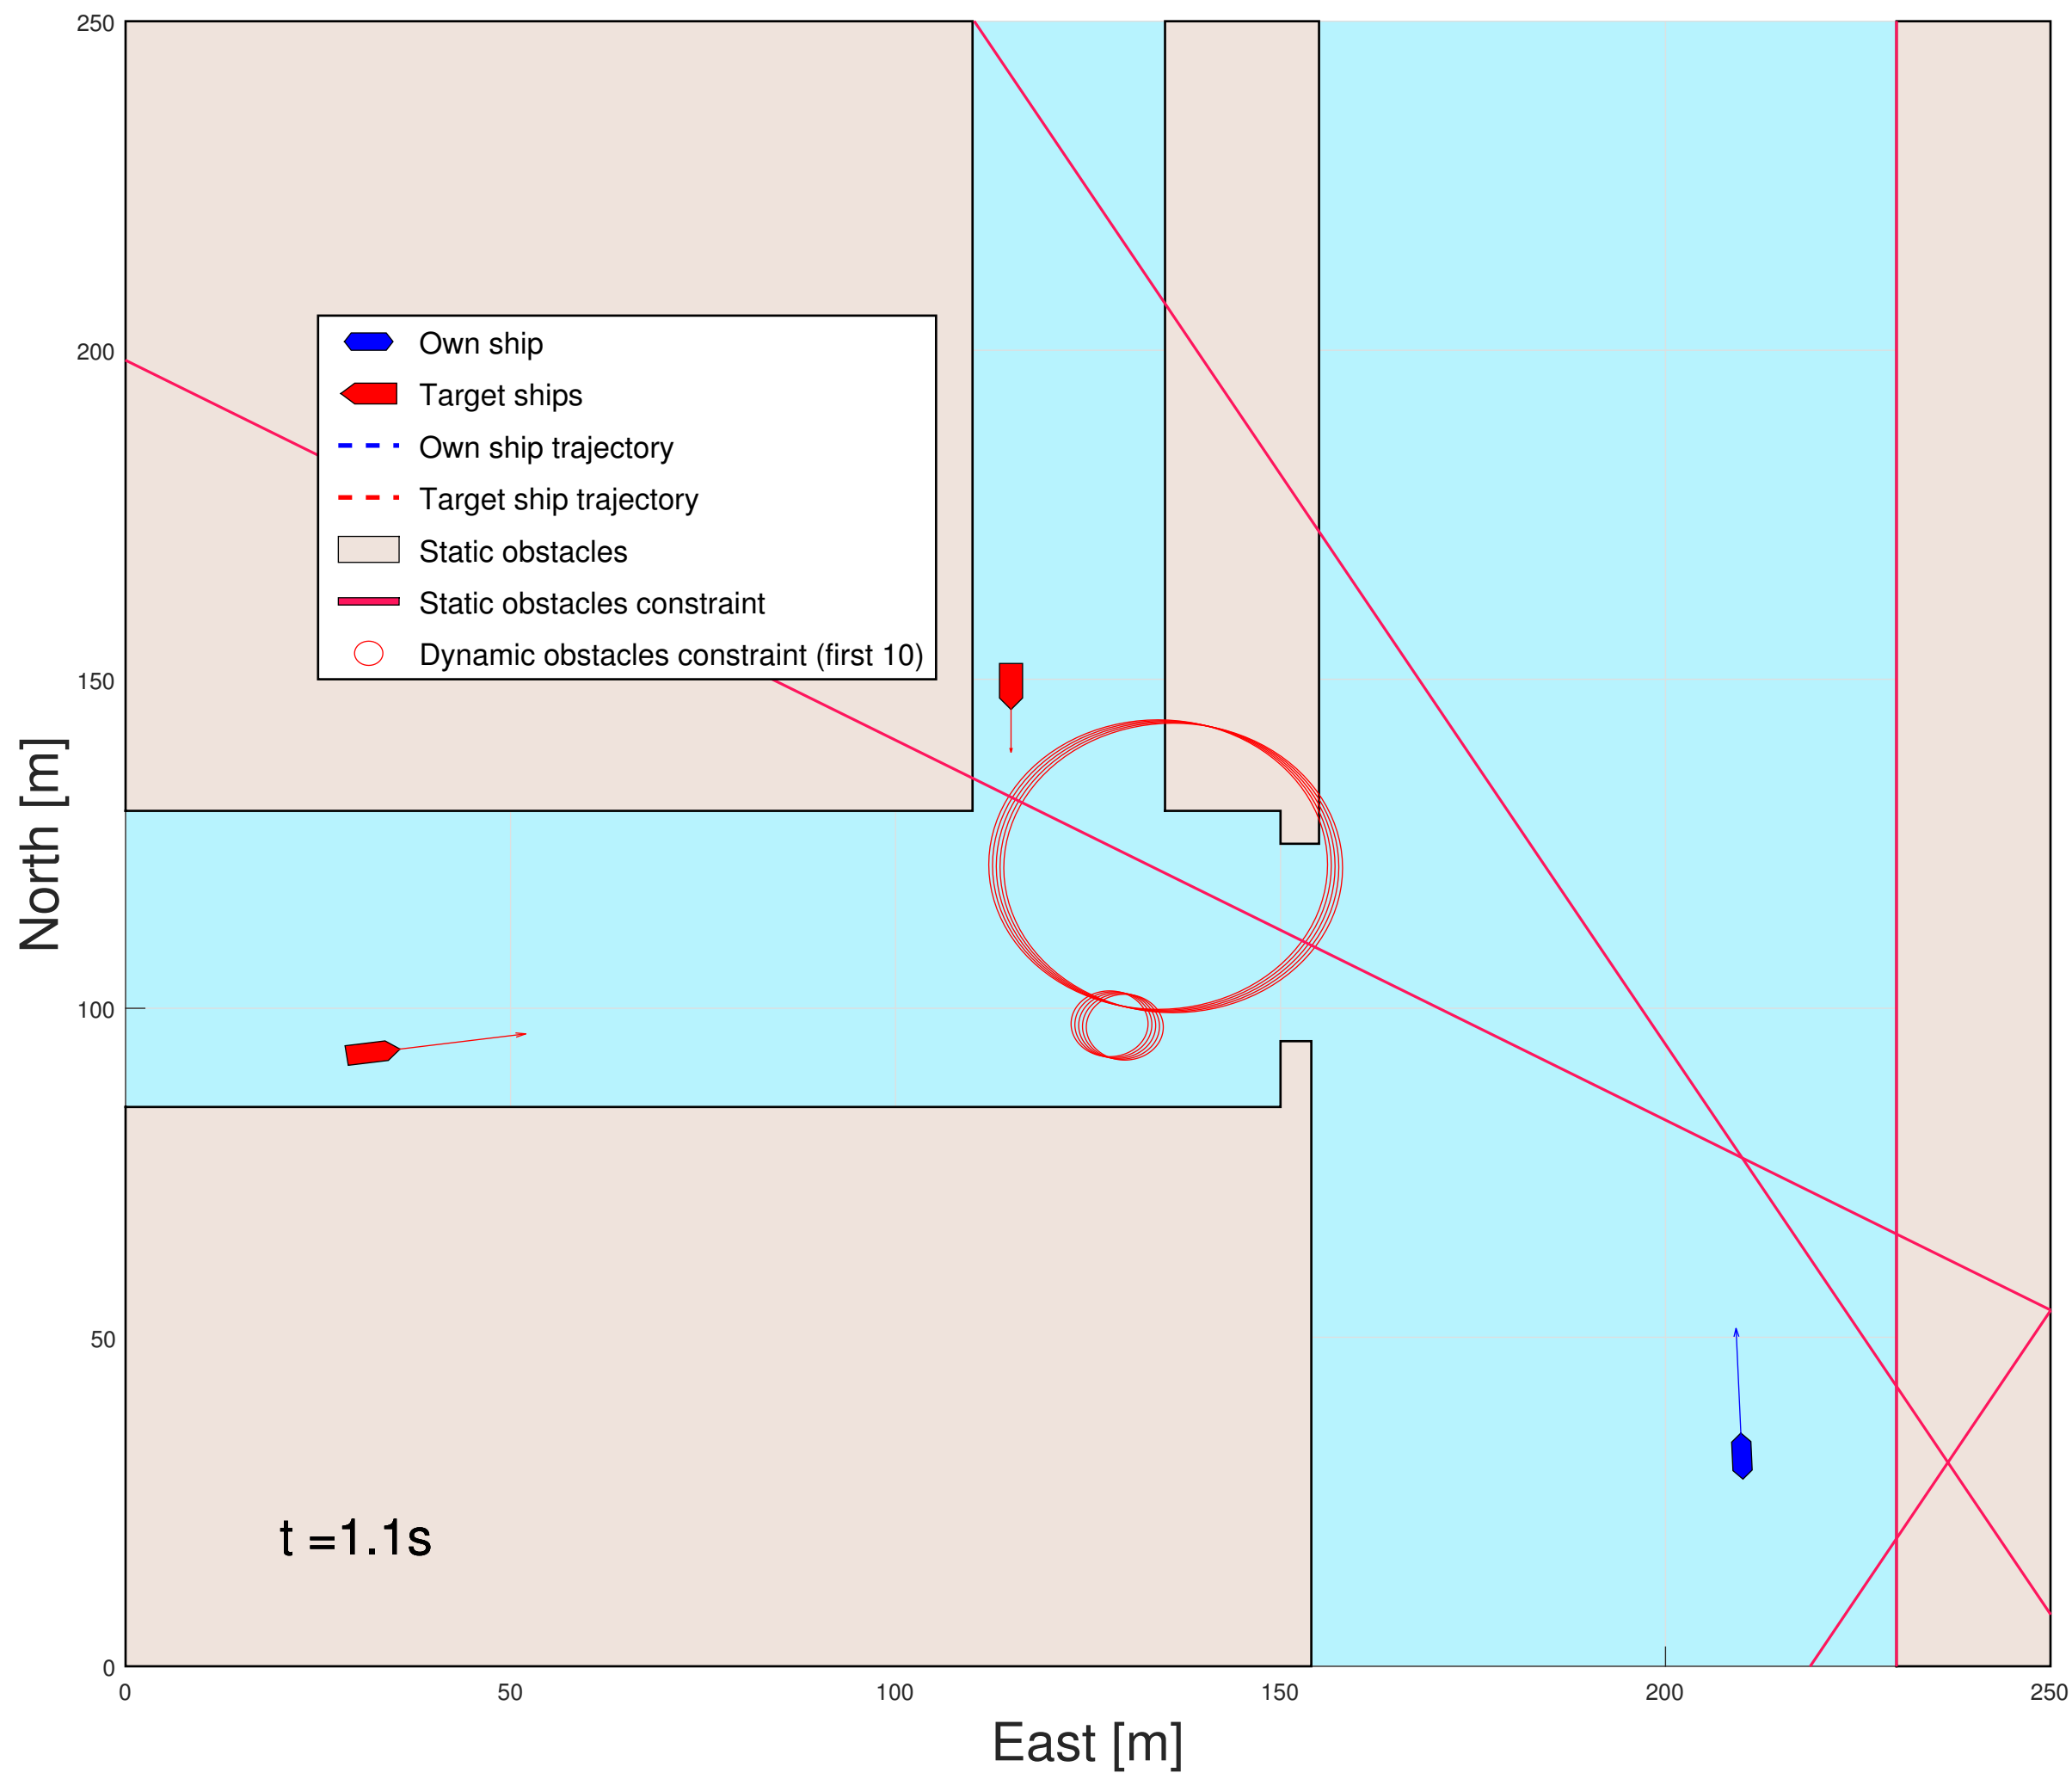 250
200
150
100
50
0
North [m]
Own ship
Target ships
Own ship trajectory
Target ship trajectory
Static obstacles
Static obstacles constraint
Dynamic obstacles constraint (first 10)
t =1.1s
0 50 100 150 200 250
East [m]